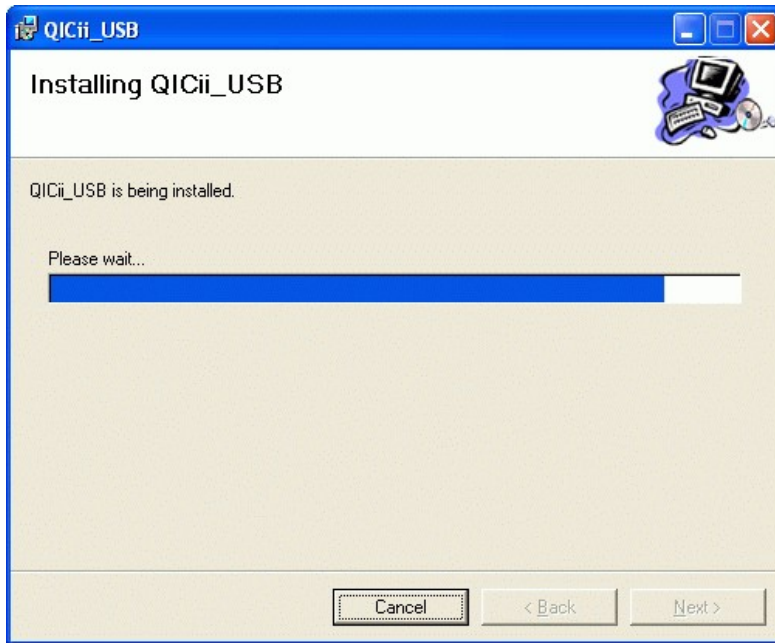 QICii_USB
Installing QICii_USB
QICii_USB is being installed.
Please wait...
Cancel
< Back
Next >